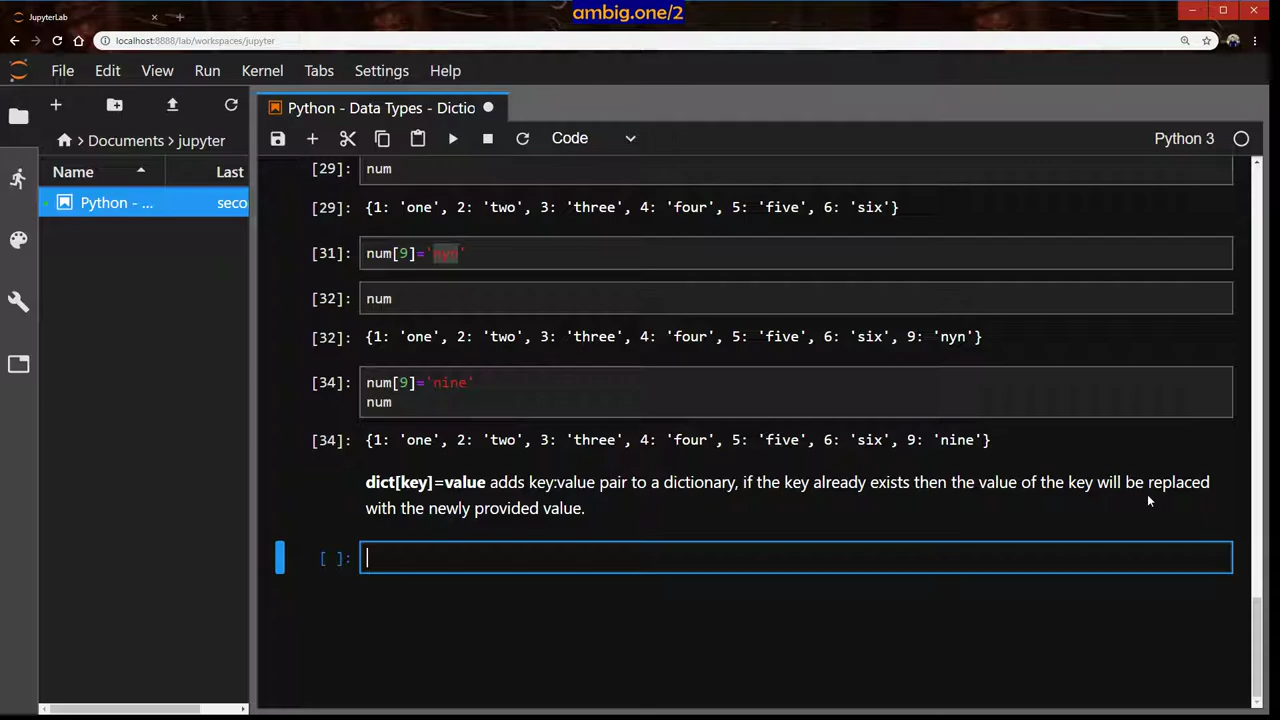 ambig.one/2
JupyterLab
localhost:8888/lab/workspaces/jupyter
File Edit View Run Kernel Tabs Settings Help
Python - Data Types - Dictio
Documents > jupyter
Code
Python 3
Name Last
Python - ... seco
[29]: num
[29]: {1: 'one', 2: 'two', 3: 'three', 4: 'four', 5: 'five', 6: 'six'}
[31]: num[9]='nyn'
[32]: num
[32]: {1: 'one', 2: 'two', 3: 'three', 4: 'four', 5: 'five', 6: 'six', 9: 'nyn'}
[34]: num[9]='nine'
num
[34]: {1: 'one', 2: 'two', 3: 'three', 4: 'four', 5: 'five', 6: 'six', 9: 'nine'}
dict[key]=value adds key:value pair to a dictionary, if the key already exists then the value of the key will be replaced
with the newly provided value.
[ ]: